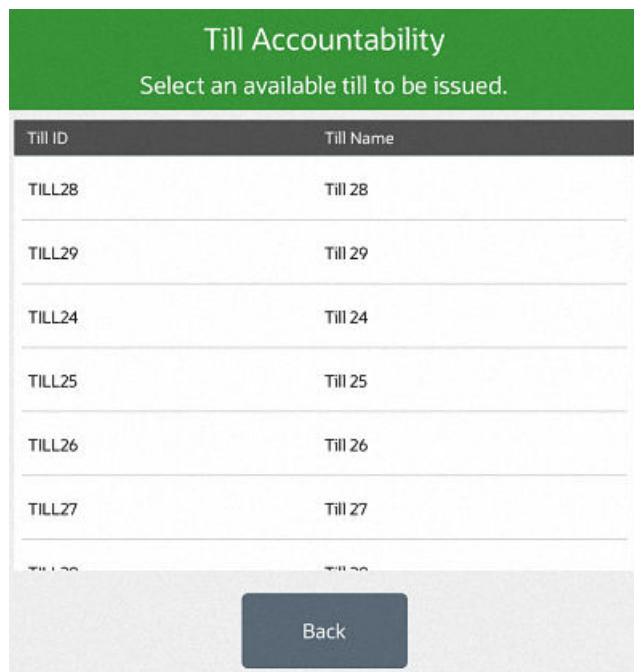 Till Accountability
Select an available till to be issued.
Till ID Till Name
TILL28 Till 28
TILL29 Till 29
TILL24 Till 24
TILL25 Till 25
TILL26 Till 26
TILL27 Till 27
Back